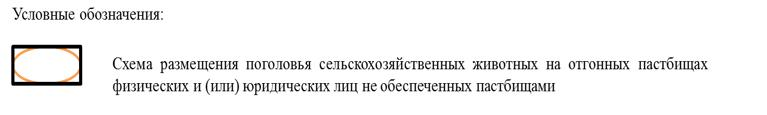 Условные обозначения:
Схема размещения поголовья сельскохозяйственных животных на отгонных пастбищах
физических и (или) юридических лиц не обеспеченных пастбищами